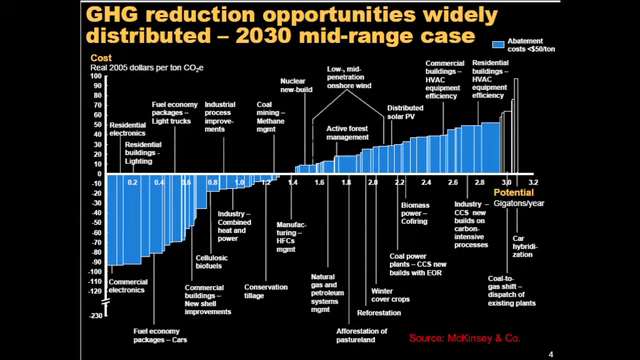 GHG reduction opportunities widely
distributed – 2030 mid-range case
Cost
Real 2005 dollars per ton CO2e
Abatement
costs <$50/ton
100
90
80
70
60
50
40
30
20
10
0
-10
-20
-30
-40
-50
-60
-70
-80
-90
-100
-110
-120
-230
Residential
electronics
Residential
buildings -
Lighting
Fuel economy
packages –
Light trucks
Industrial
process
improve-
ments
Coal
mining –
Methane
mgmt
Nuclear
new-build
Low-, mid-
penetration
onshore wind
Active forest
management
Distributed
solar PV
Commercial
buildings –
HVAC
equipment
efficiency
Residential
buildings –
HVAC
equipment
efficiency
0 0.2 0.4 0.6 0.8 1.0 1.2 1.4 1.6 1.8 2.0 2.2 2.4 2.6 2.8 3.0 3.2
Potential
Gigatons/year
Commercial
electronics
Fuel economy
packages – Cars
Commercial
buildings –
New shell
improvements
Cellulosic
biofuels
Industry –
Combined
heat and
power
Conservation
tillage
Manufac-
turing –
HFCs
mgmt
Natural
gas and
petroleum
systems mgmt
Afforestation of
pastureland
Reforestation
Winter
cover crops
Coal power
plants – CCS new
builds with EOR
Biomass
power –
Cofiring
Industry –
CCS new
builds on
carbon-
intensive
processes
Coal-to-
gas shift –
dispatch of
existing plants
Car
hybridi-
zation
Source: McKinsey & Co.
4